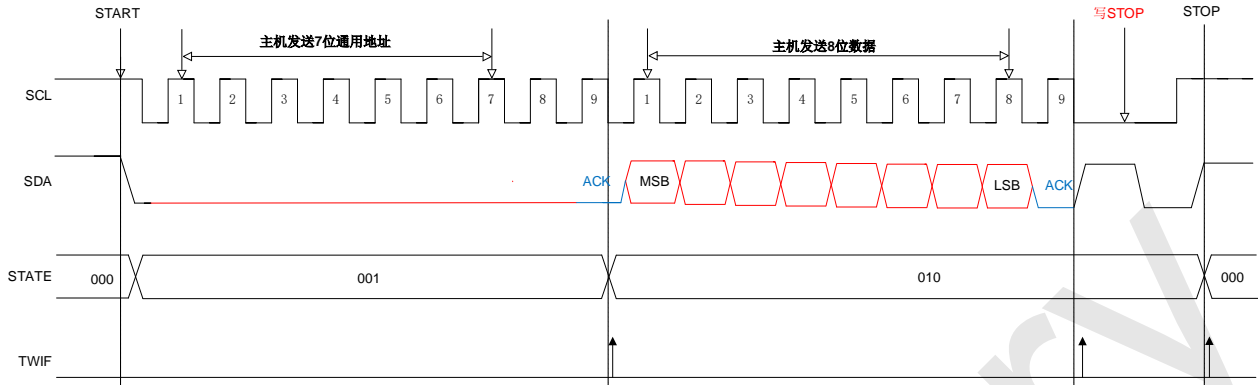 START
写STOP
STOP
主机发送7位通用地址
主机发送8位数据
SCL
1 2 3 4 5 6 7 8 9 1 2 3 4 5 6 7 8 9
SDA
ACK
MSB
LSB
ACK
STATE
000
001
010
000
TWIF